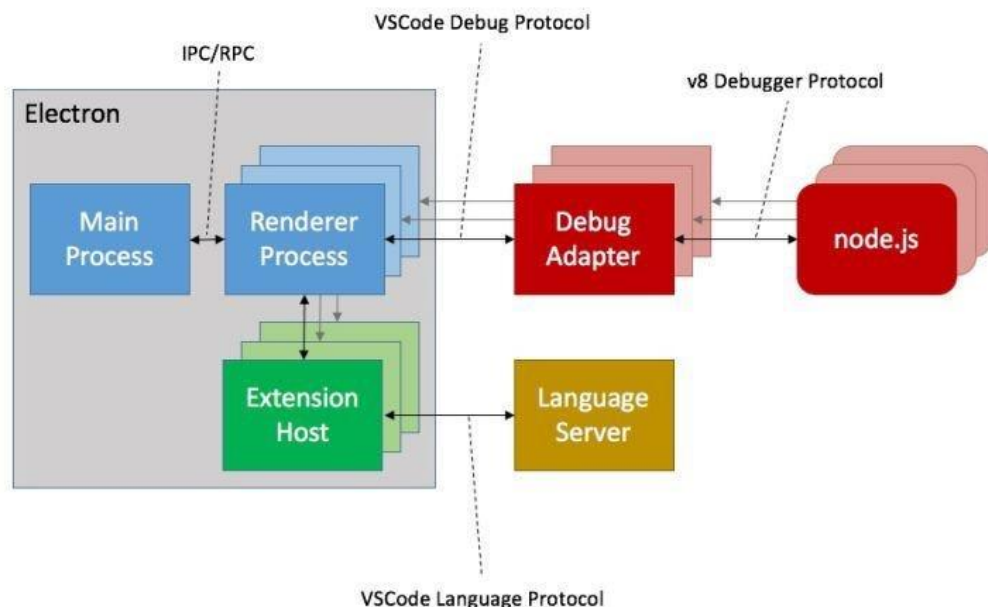 VSCode Debug Protocol
IPC/RPC
v8 Debugger Protocol
Electron
Main
Process
Renderer
Process
Debug
Adapter
node.js
Extension
Host
Language
Server
VSCode Language Protocol